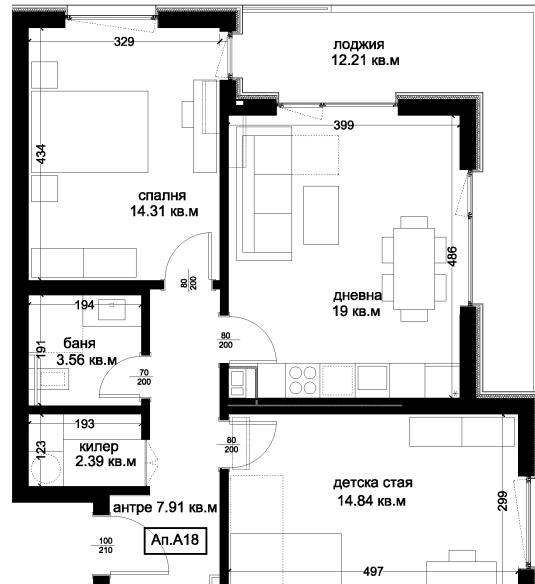 329
лоджия
12.21 кв.м
399
434
спалня
14.31 кв.м
486
80
200
дневна
19 кв.м
194
баня
3.56 кв.м
191
80
200
70
200
193
килер
2.39 кв.м
123
80
200
детска стая
14.84 кв.м
299
антре 7.91 кв.м
Ап.А18
100
210
497